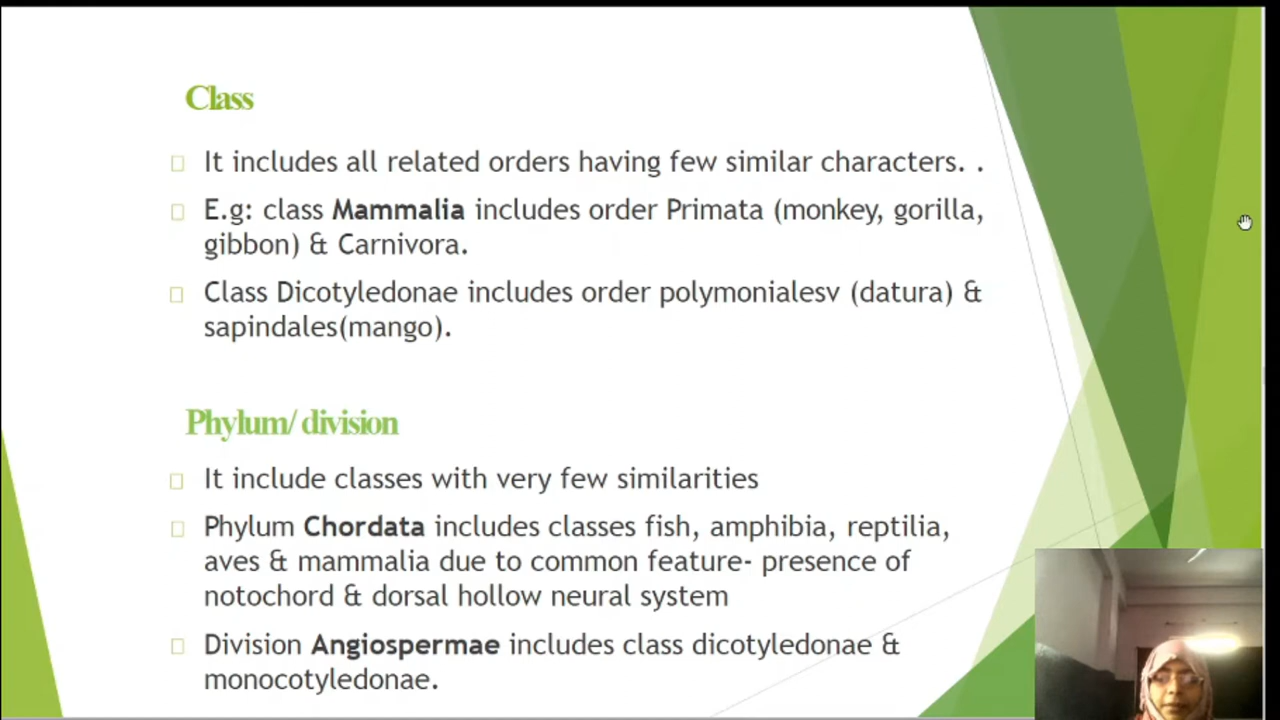 Class
It includes all related orders having few similar characters. .
E.g: class Mammalia includes order Primata (monkey, gorilla,
gibbon) & Carnivora.
Class Dicotyledonae includes order polymonialesv (datura) &
sapindales(mango).
Phylum/ division
It include classes with very few similarities
Phylum Chordata includes classes fish, amphibia, reptilia,
aves & mammalia due to common feature- presence of
notochord & dorsal hollow neural system
Division Angiospermae includes class dicotyledonae &
monocotyledonae.